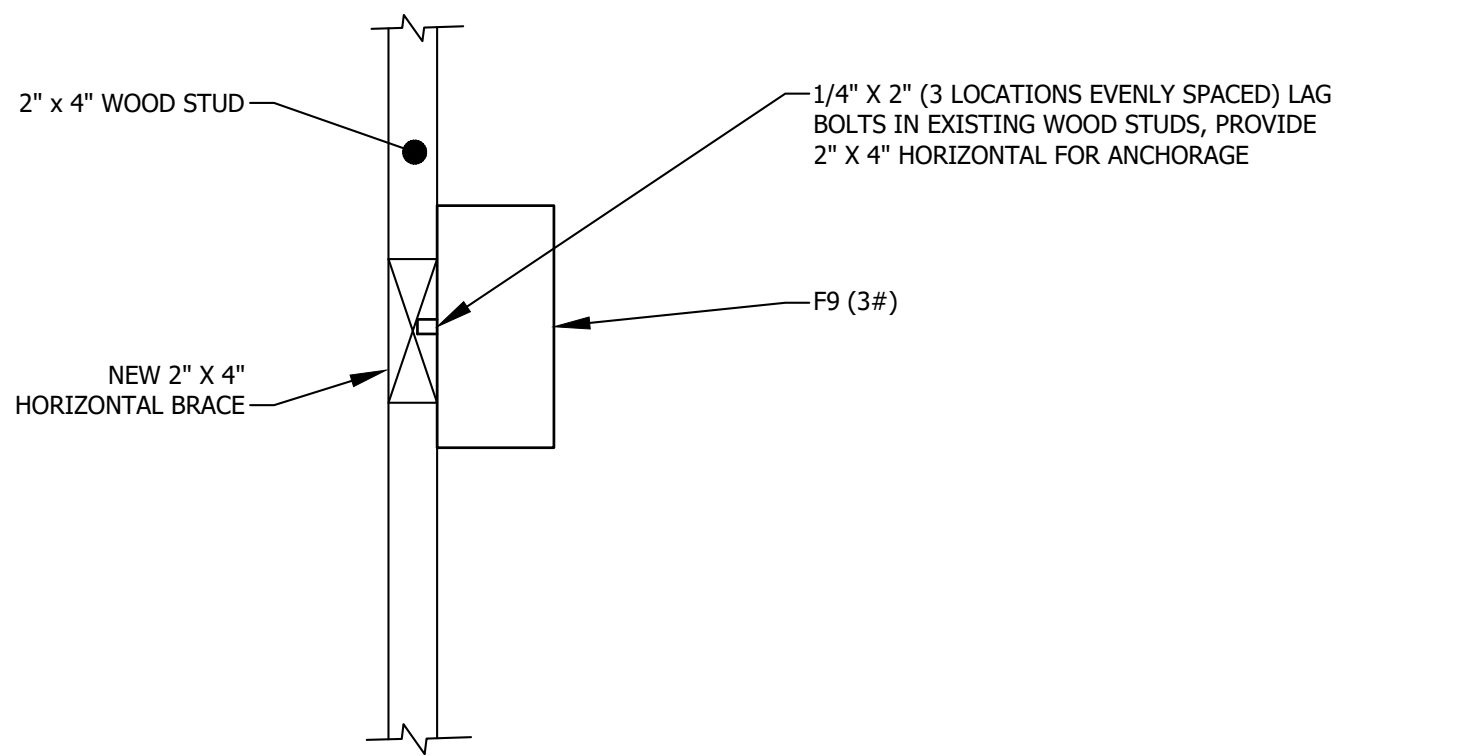 2" x 4" WOOD STUD
1/4" X 2" (3 LOCATIONS EVENLY SPACED) LAG
BOLTS IN EXISTING WOOD STUDS, PROVIDE
2" X 4" HORIZONTAL FOR ANCHORAGE
F9 (3#)
NEW 2" X 4"
HORIZONTAL BRACE